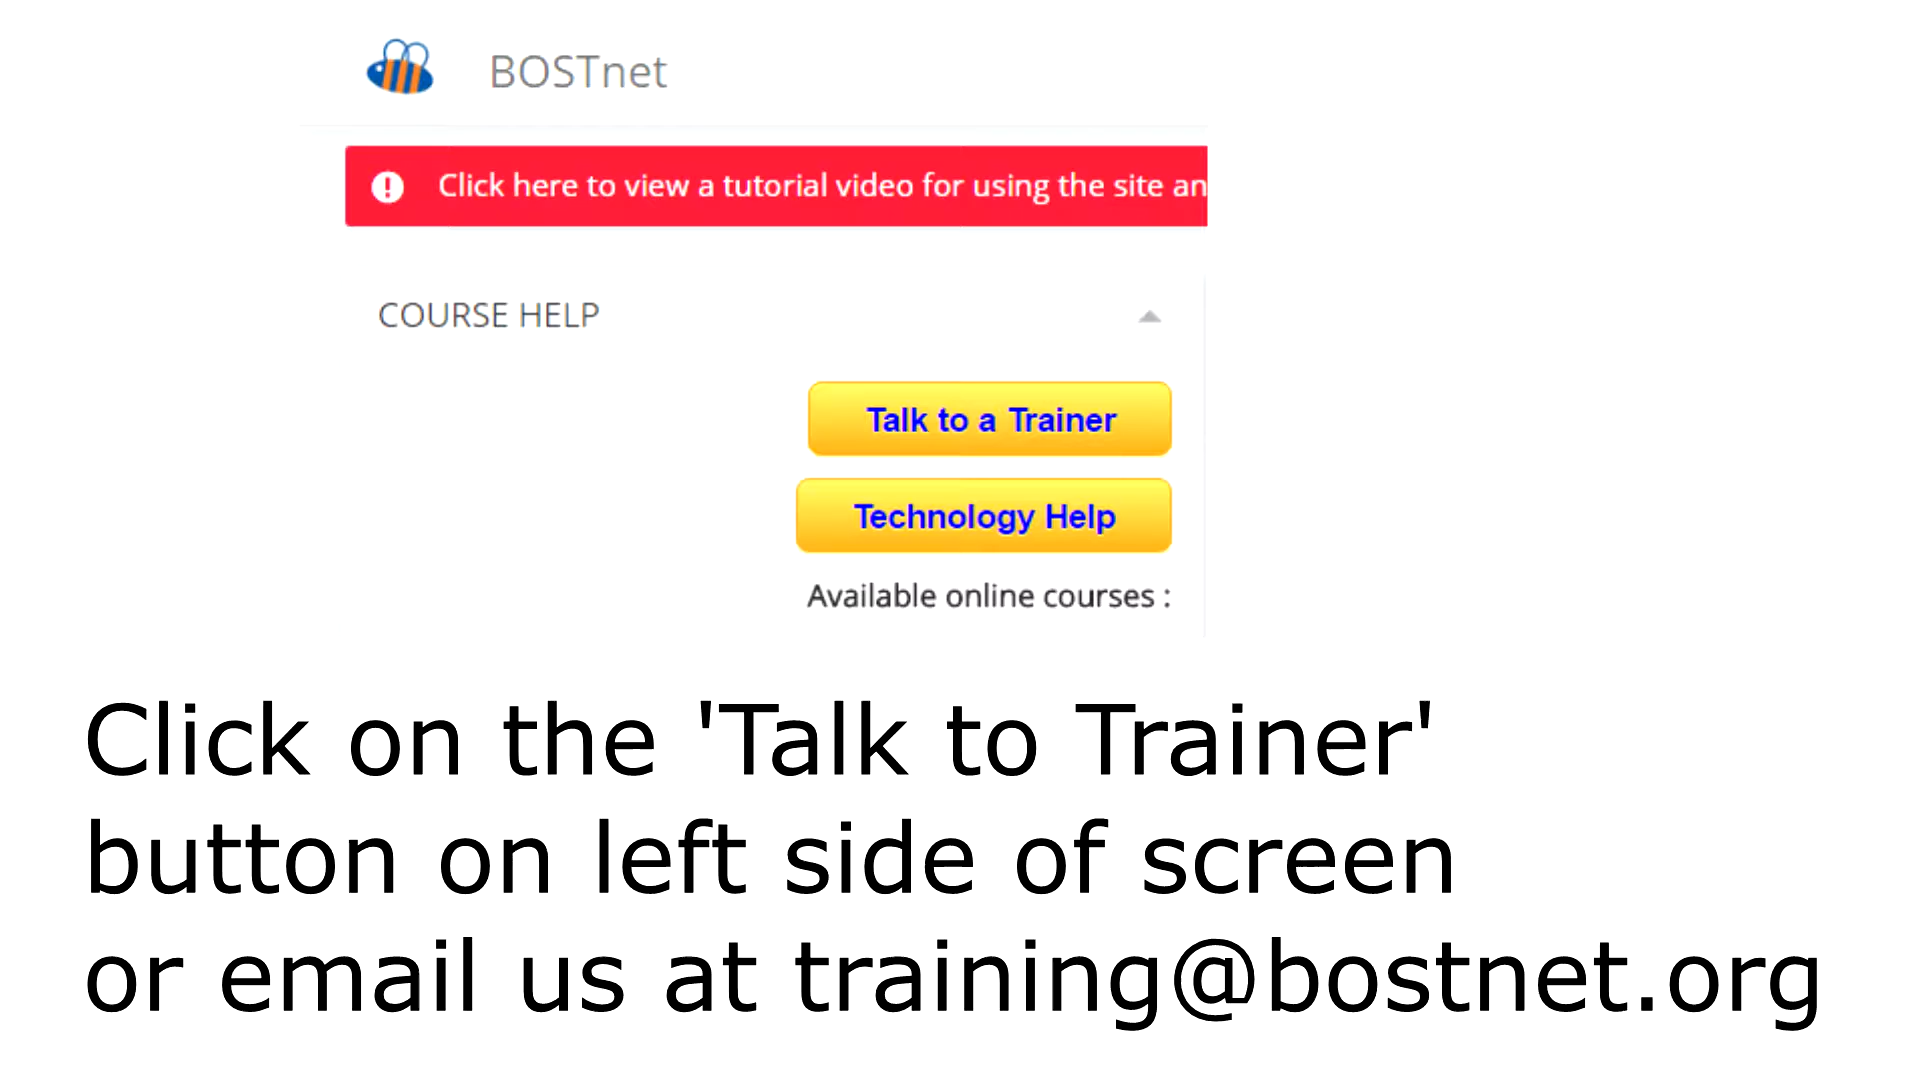 BOSTnet
Click here to view a tutorial video for using the site an
COURSE HELP
Talk to a Trainer
Technology Help
Available online courses :
Click on the 'Talk to Trainer'
button on left side of screen
or email us at training@bostnet.org